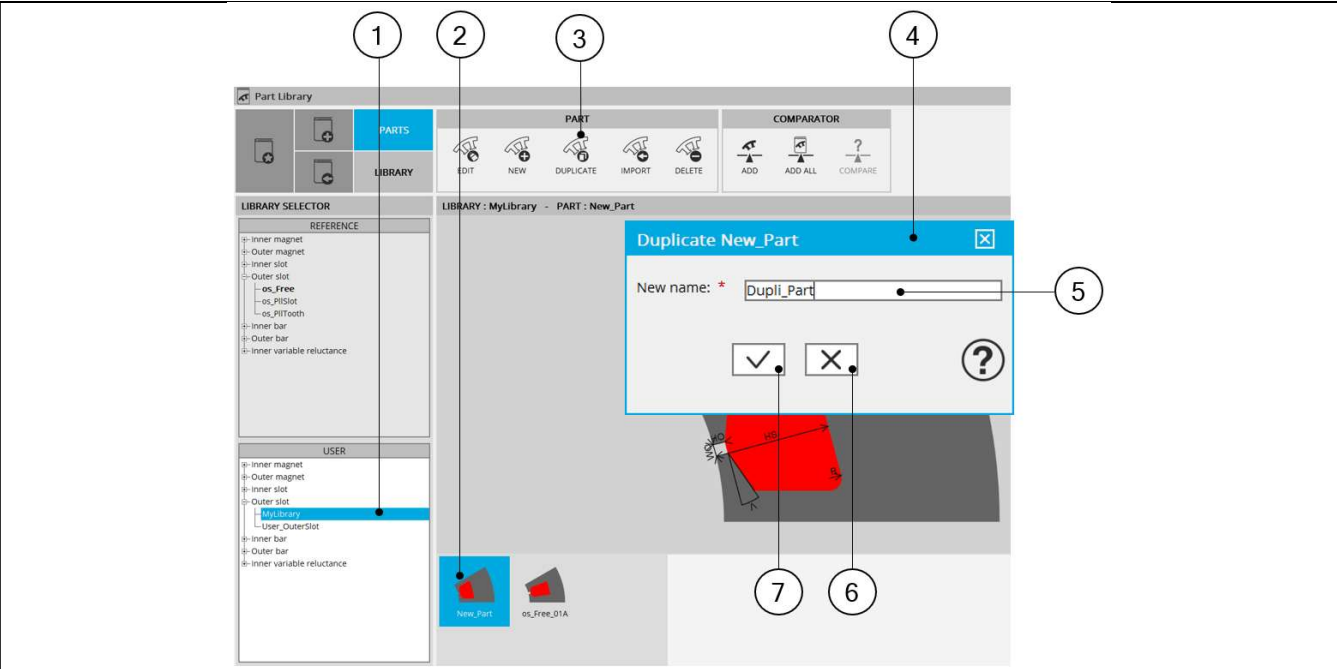 1
2
3
4
Part Library
PARTS
LIBRARY
PART
EDIT
NEW
DUPLICATE
IMPORT
DELETE
COMPARATOR
ADD
ADD ALL
?
COMPARE
LIBRARY SELECTOR
LIBRARY : MyLibrary - PART : New_Part
REFERENCE
Inner magnet
Outer magnet
Inner slot
Outer slot
os_Free
os_PllSlot
os_PllTooth
Inner bar
Outer bar
Inner variable reluctance
Duplicate New_Part
New name: *
Dupli_Part
5
?
HS
WO
R
V
USER
Inner magnet
Outer magnet
Inner slot
Outer slot
MyLibrary
User_OuterSlot
Inner bar
Outer bar
Inner variable reluctance
7
6
New_Part
os_Free_01A